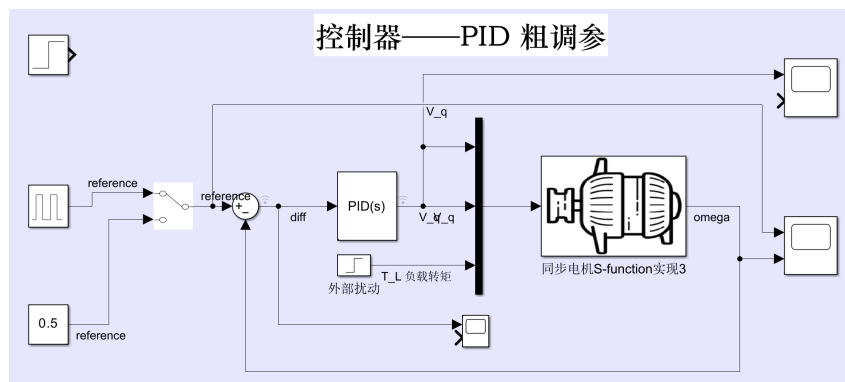 控制器——PID 粗调参
V_q
reference
reference
+
−
diff
PID(s)
V_q
V_q
omega
T_L 负载转矩
外部扰动
同步电机S-function实现3
0.5
reference